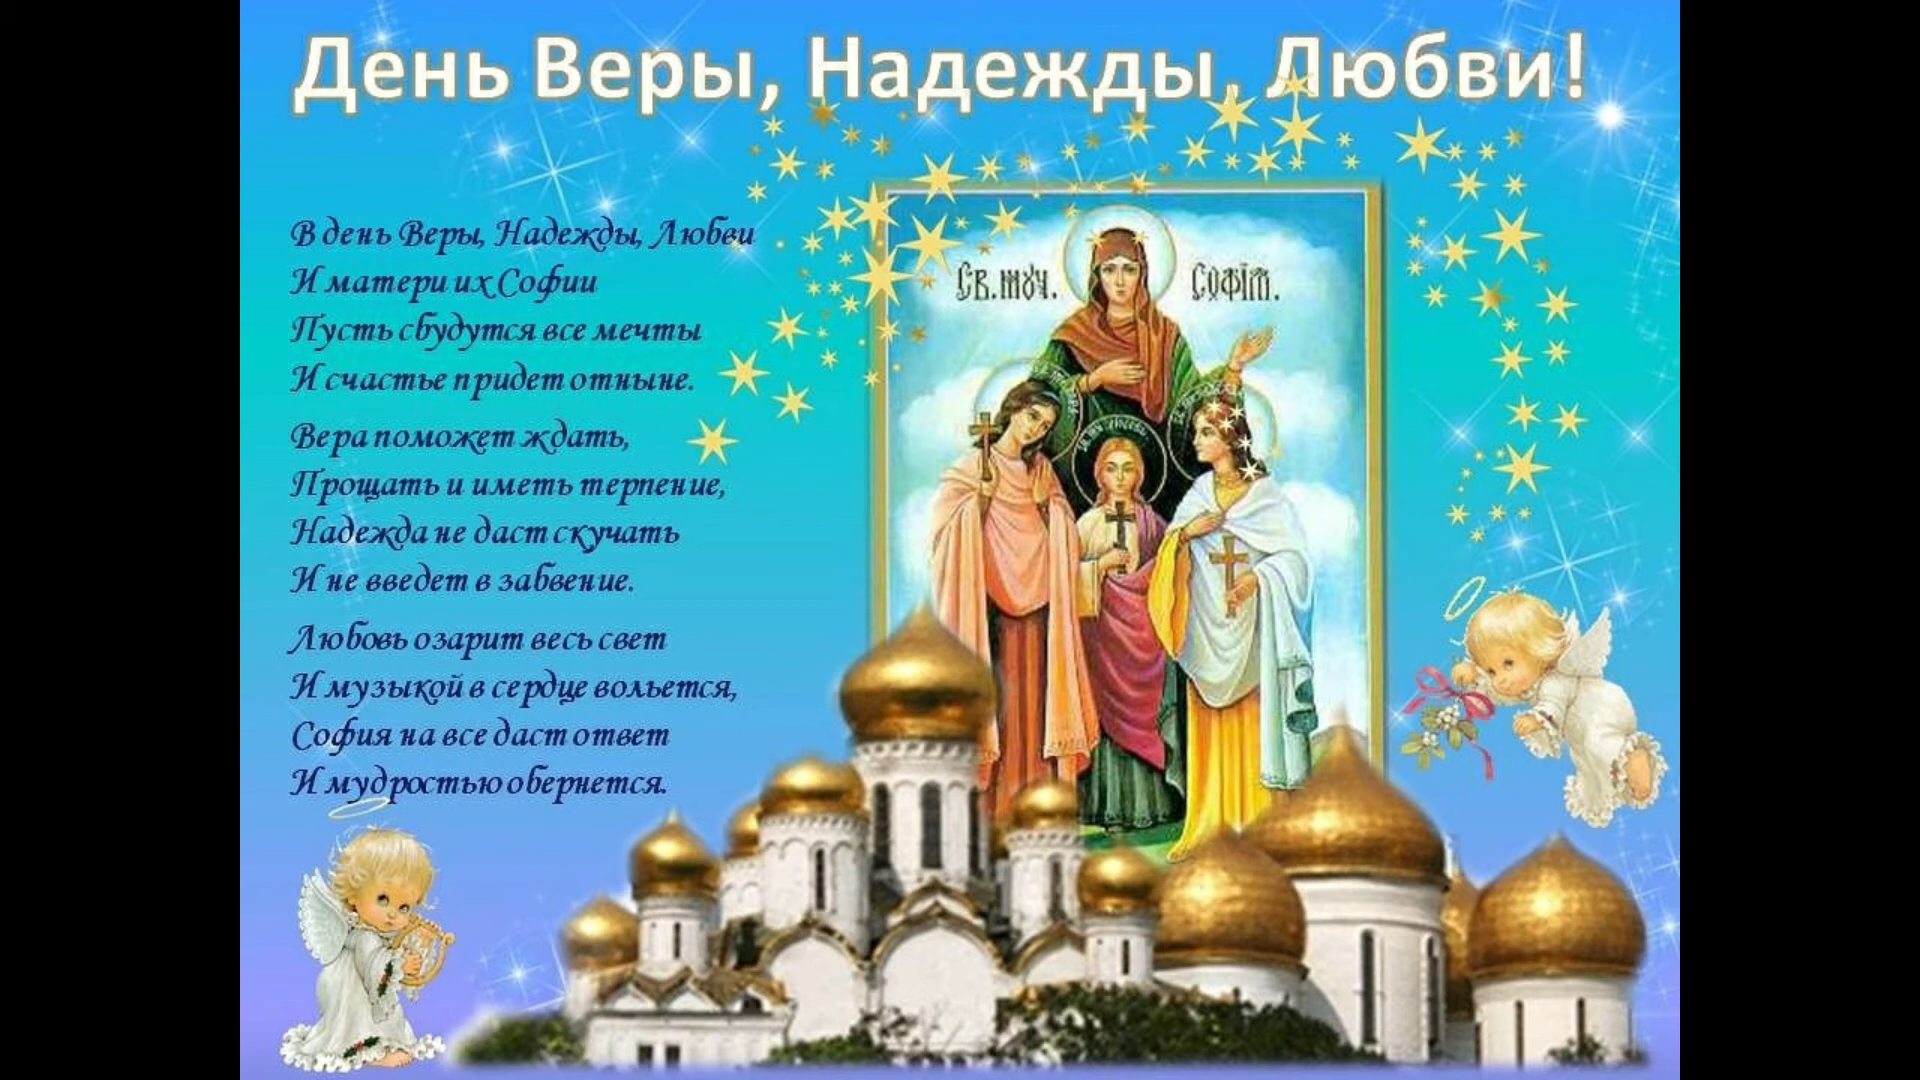 День Веры, Надежды, Любви!
В день Веры, Надежды, Любви
И матери их Софии
Пусть сбудутся все мечты
И счастье придет отныне.
Вера поможет ждать,
Прощать и иметь терпение,
Надежда не даст скучать
И не введет в забвение.
Любовь озарит весь свет
И музыкой в сердце вольется,
София на все даст ответ
И мудростью обернется.
Св. муч. Софія.